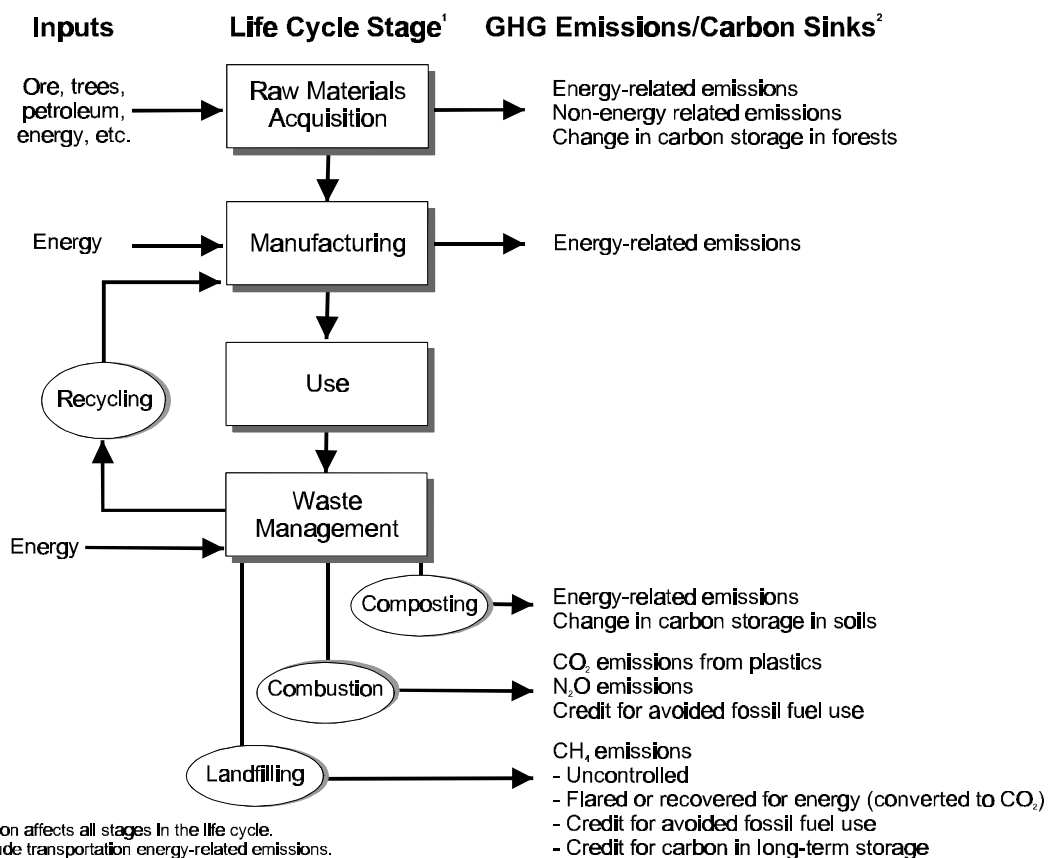 Inputs
Life Cycle Stage¹
GHG Emissions/Carbon Sinks²
Ore, trees,
petroleum,
energy, etc.
Raw Materials
Acquisition
Energy-related emissions
Non-energy related emissions
Change in carbon storage in forests
Energy
Manufacturing
Energy-related emissions
Recycling
Use
Waste
Management
Energy
Composting
Energy-related emissions
Change in carbon storage in soils
Combustion
CO₂ emissions from plastics
N₂O emissions
Credit for avoided fossil fuel use
Landfilling
CH₄ emissions
- Uncontrolled
- Flared or recovered for energy (converted to CO₂)
- Credit for avoided fossil fuel use
- Credit for carbon in long-term storage
affects all stages in the life cycle.
transportation energy-related emissions.